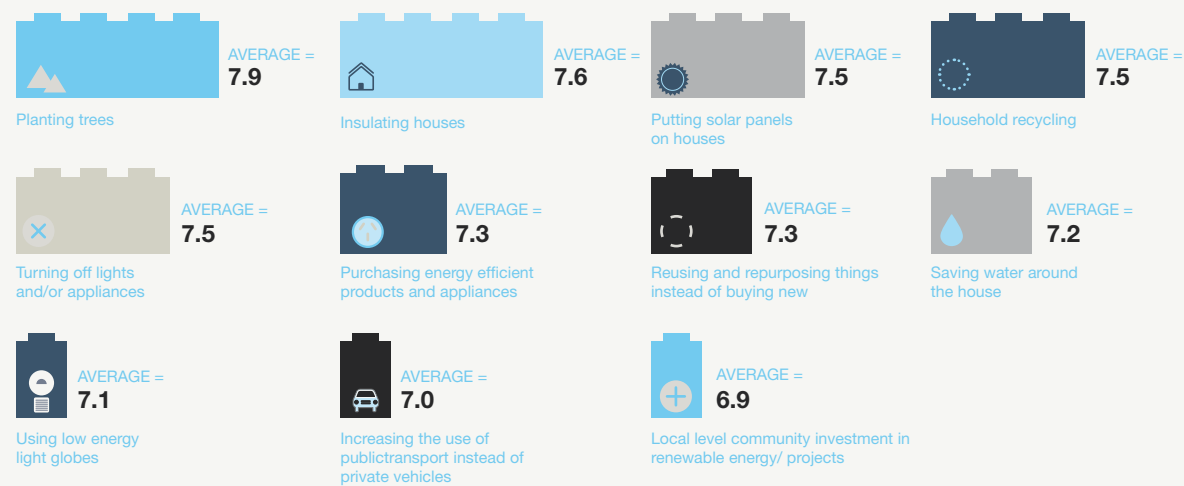 AVERAGE =
7.9
Planting trees
AVERAGE =
7.6
Insulating houses
AVERAGE =
7.5
Putting solar panels
on houses
AVERAGE =
7.5
Household recycling
AVERAGE =
7.5
Turning off lights
and/or appliances
AVERAGE =
7.3
Purchasing energy efficient
products and appliances
AVERAGE =
7.3
Reusing and repurposing things
instead of buying new
AVERAGE =
7.2
Saving water around
the house
AVERAGE =
7.1
Using low energy
light globes
AVERAGE =
7.0
Increasing the use of
publictransport instead of
private vehicles
AVERAGE =
6.9
Local level community investment in
renewable energy/ projects